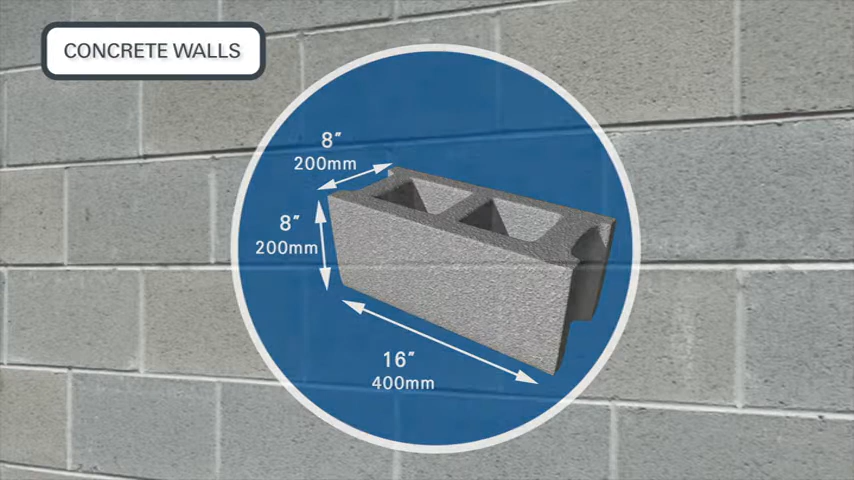 CONCRETE WALLS
8”
200mm
8”
200mm
16”
400mm